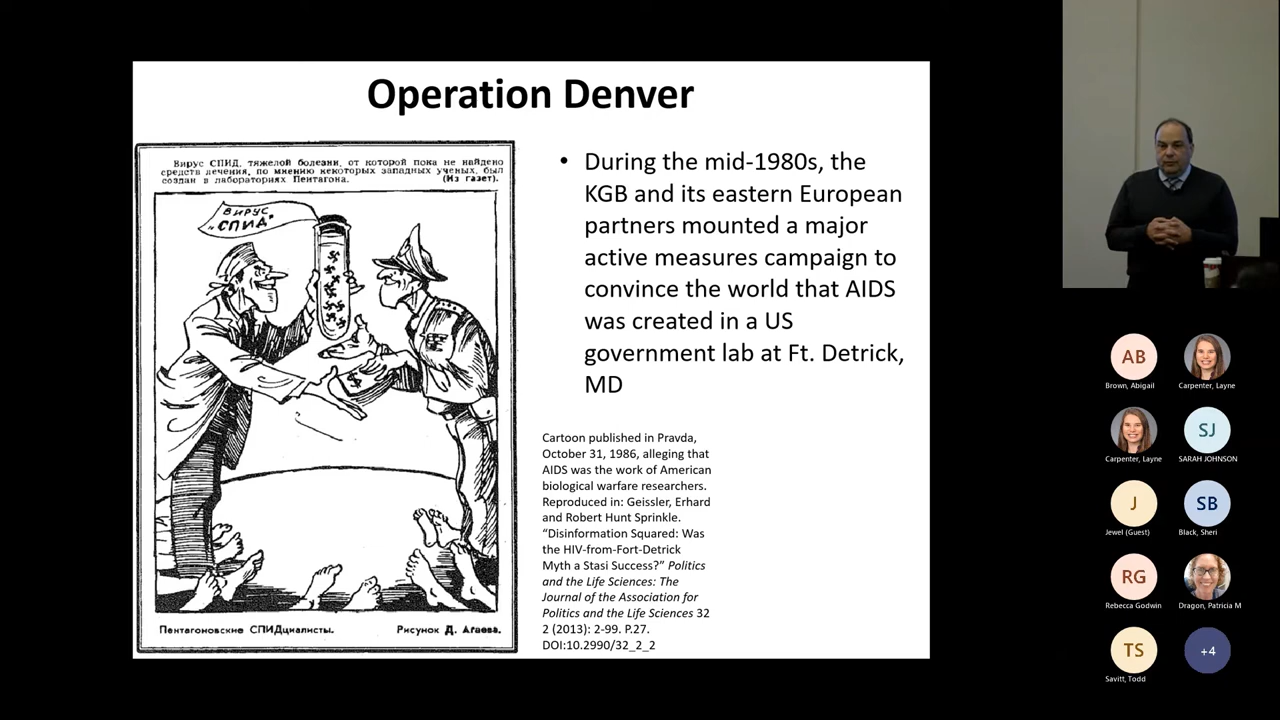 Operation Denver
Вирус СПИД, тяжелой болезни, от которой пока не найдено
средств лечения, по мнению некоторых западных ученых, был
создан в лабораториях Пентагона. (Из газет).
ВИРУС
„СПИД"
$
Пентагоновские СПИДциалисты. Рисунок Д. Агаева.
• During the mid-1980s, the
KGB and its eastern European
partners mounted a major
active measures campaign to
convince the world that AIDS
was created in a US
government lab at Ft. Detrick,
MD
Cartoon published in Pravda,
October 31, 1986, alleging that
AIDS was the work of American
biological warfare researchers.
Reproduced in: Geissler, Erhard
and Robert Hunt Sprinkle.
“Disinformation Squared: Was
the HIV-from-Fort-Detrick
Myth a Stasi Success?” Politics
and the Life Sciences: The
Journal of the Association for
Politics and the Life Sciences 32
2 (2013): 2-99. P.27.
DOI:10.2990/32_2_2
AB
Brown, Abigail
Carpenter, Layne
Carpenter, Layne
SJ
SARAH JOHNSON
J
Jewel (Guest)
SB
Black, Sheri
RG
Rebecca Godwin
Dragon, Patricia M
TS
Savitt, Todd
+4